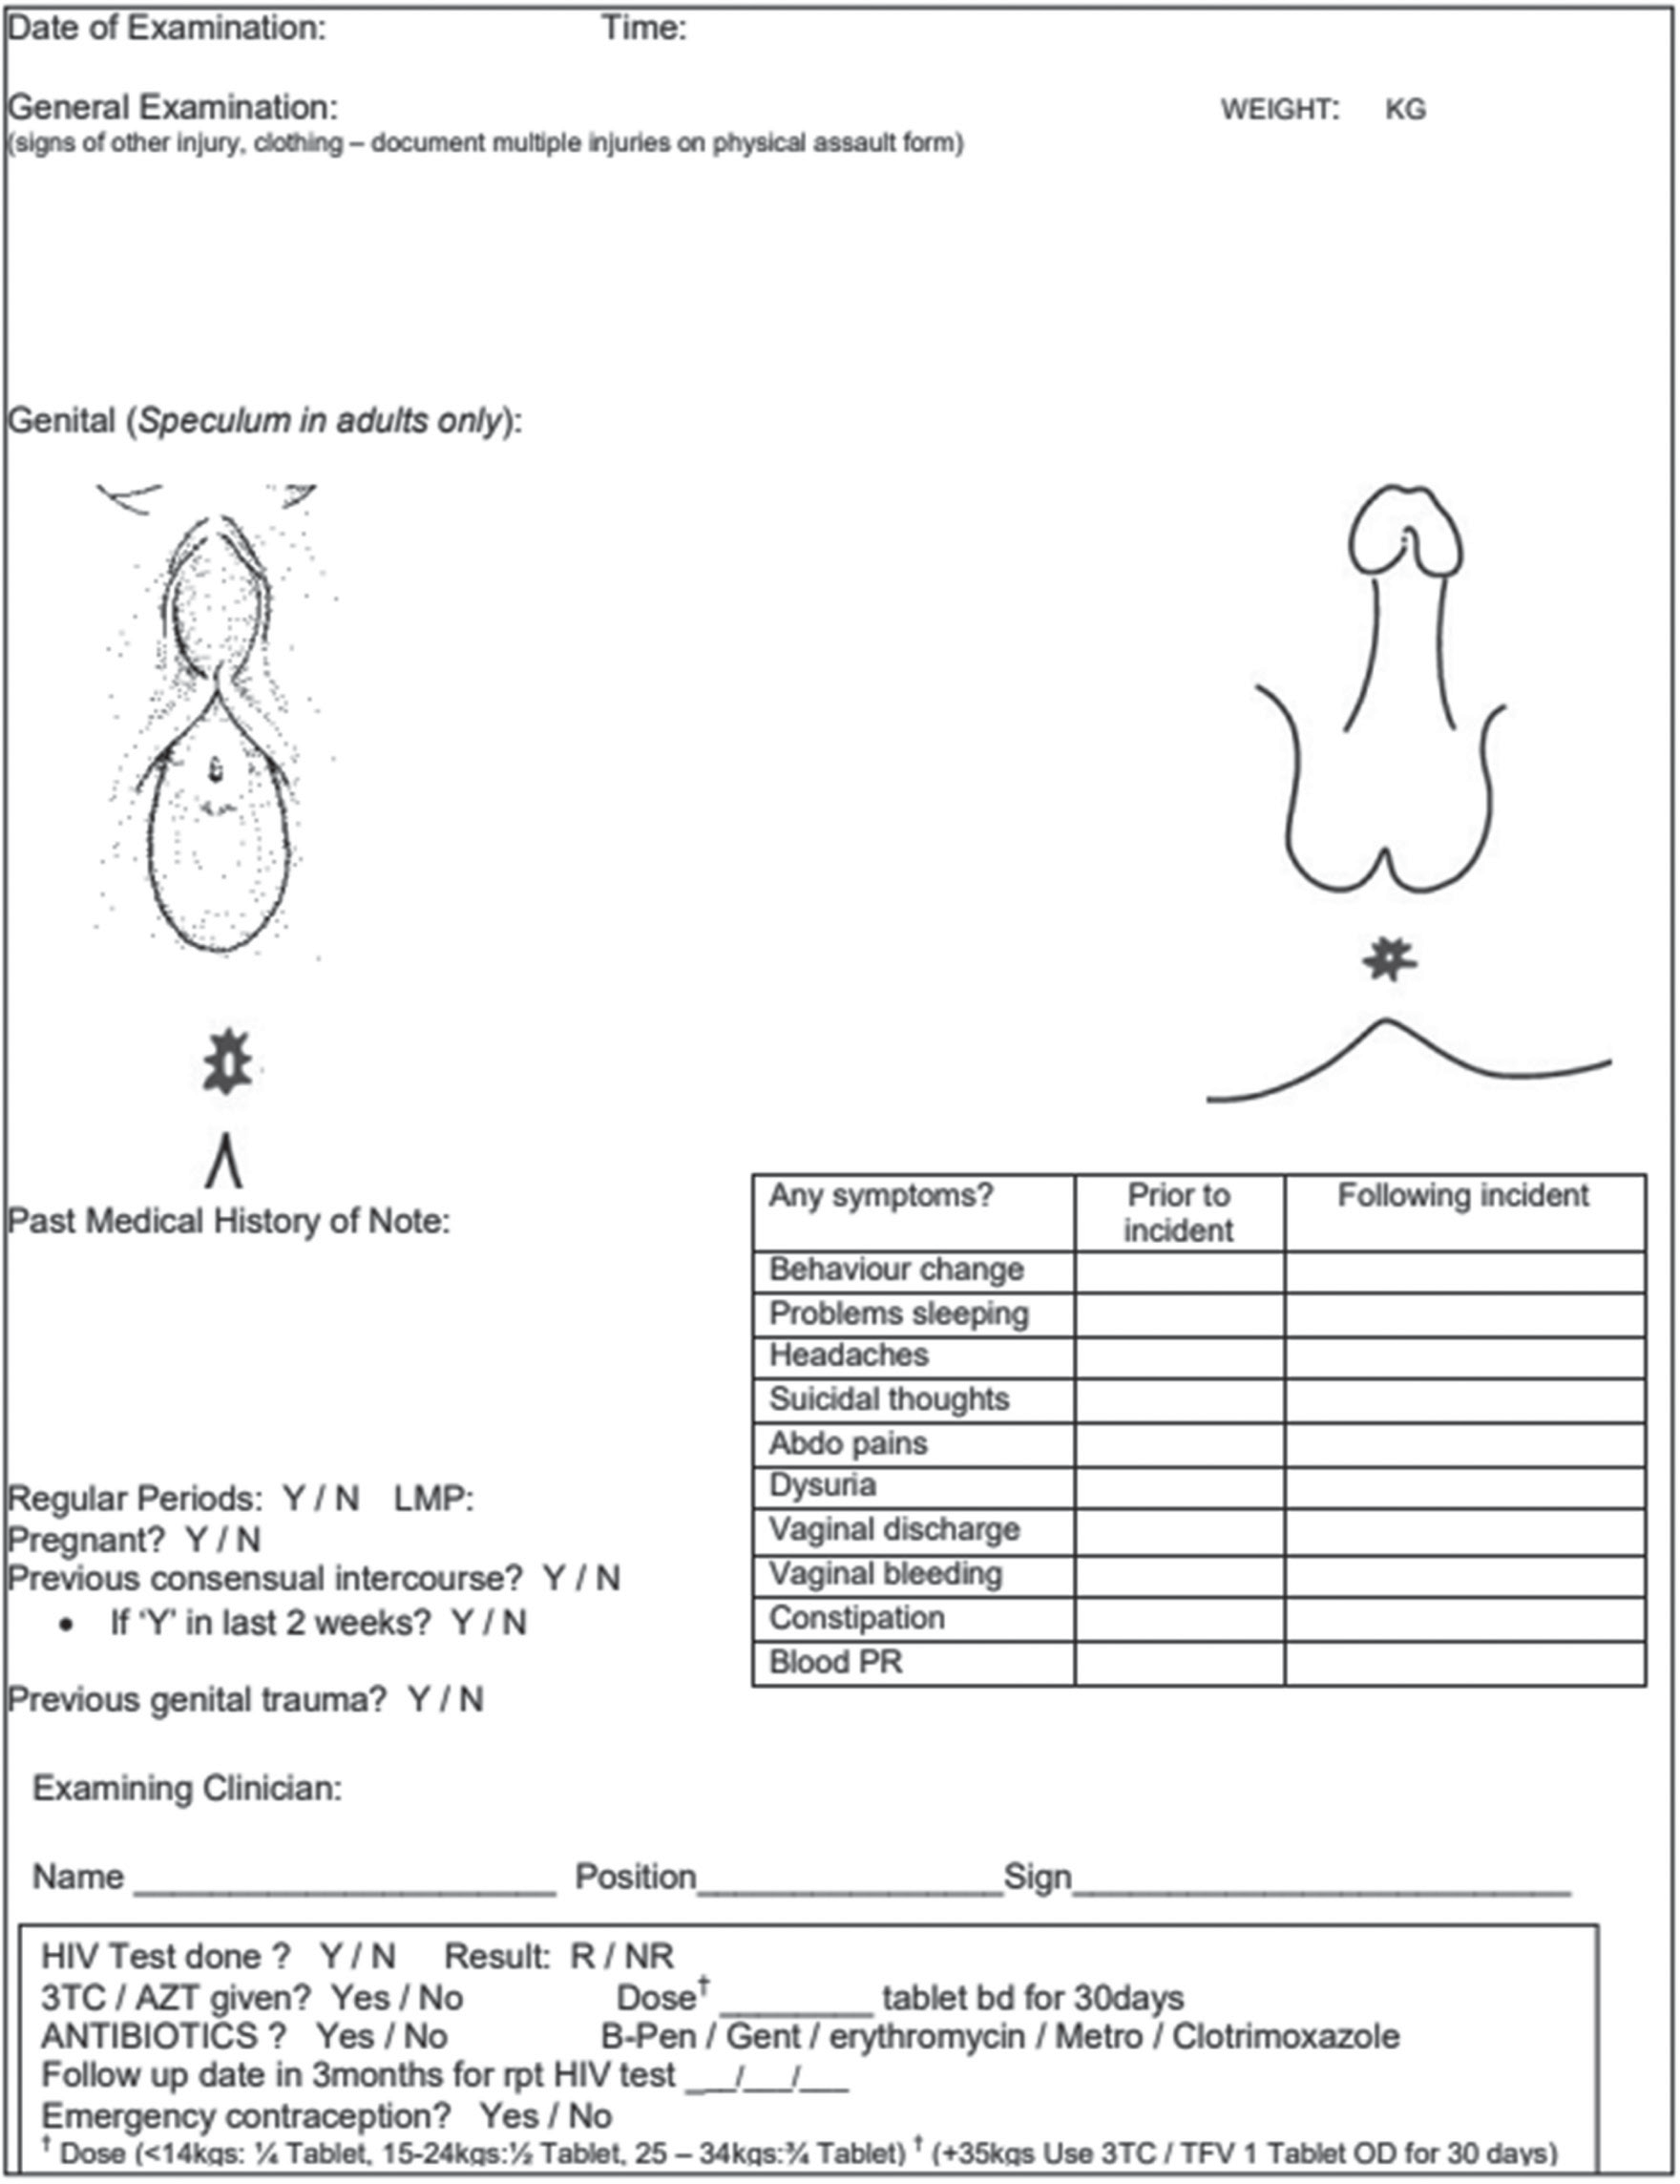 Date of Examination: Time:
General Examination: WEIGHT: KG
(signs of other injury, clothing – document multiple injuries on physical assault form)
Genital (Speculum in adults only):
Past Medical History of Note:
Any symptoms? Prior to incident Following incident
Behaviour change
Problems sleeping
Headaches
Suicidal thoughts
Abdo pains
Dysuria
Vaginal discharge
Vaginal bleeding
Constipation
Blood PR
Regular Periods: Y / N LMP:
Pregnant? Y / N
Previous consensual intercourse? Y / N
• If ‘Y’ in last 2 weeks? Y / N
Previous genital trauma? Y / N
Examining Clinician:
Name ____________ Position____________Sign____________
HIV Test done ? Y / N Result: R / NR
3TC / AZT given? Yes / No Dose† ________ tablet bd for 30days
ANTIBIOTICS ? Yes / No B-Pen / Gent / erythromycin / Metro / Clotrimoxazole
Follow up date in 3months for rpt HIV test ___/___/___
Emergency contraception? Yes / No
† Dose (<14kgs: ¼ Tablet, 15-24kgs:½ Tablet, 25 – 34kgs:¾ Tablet) † (+35kgs Use 3TC / TFV 1 Tablet OD for 30 days)